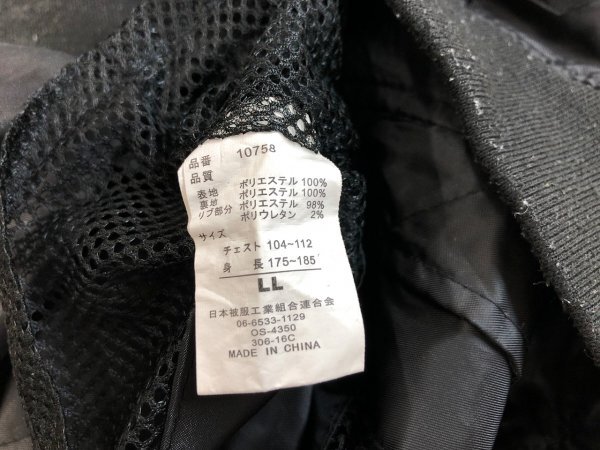 品番 10758
品質
表地 ポリエステル 100%
裏地 ポリエステル 100%
リブ部分 ポリエステル 98%
ポリウレタン 2%
サイズ
チェスト 104~112
身長 175~185
LL
日本被服工業組合連合会
06-6533-1129
OS-4350
306-16C
MADE IN CHINA